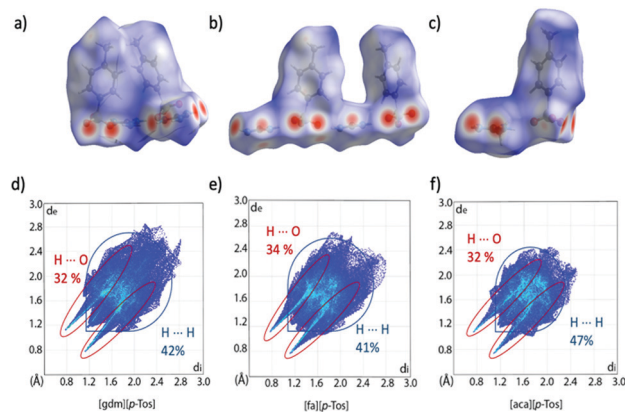 a)
b)
c)
d)
e)
f)
3.0
2.8
2.4
2.0
1.6
1.2
0.8
(Å)
de
H ··· O
32 %
H ··· H
42%
di
0.8 1.2 1.6 2.0 2.4 2.8 3.0
[gdm][p-Tos]
3.0
2.8
2.4
2.0
1.6
1.2
0.8
(Å)
de
H ··· O
34 %
H ··· H
41%
di
0.8 1.2 1.6 2.0 2.4 2.8 3.0
[fa][p-Tos]
3.0
2.8
2.4
2.0
1.6
1.2
0.8
(Å)
de
H ··· O
32 %
H ··· H
47%
di
0.8 1.2 1.6 2.0 2.4 2.8 3.0
[aca][p-Tos]